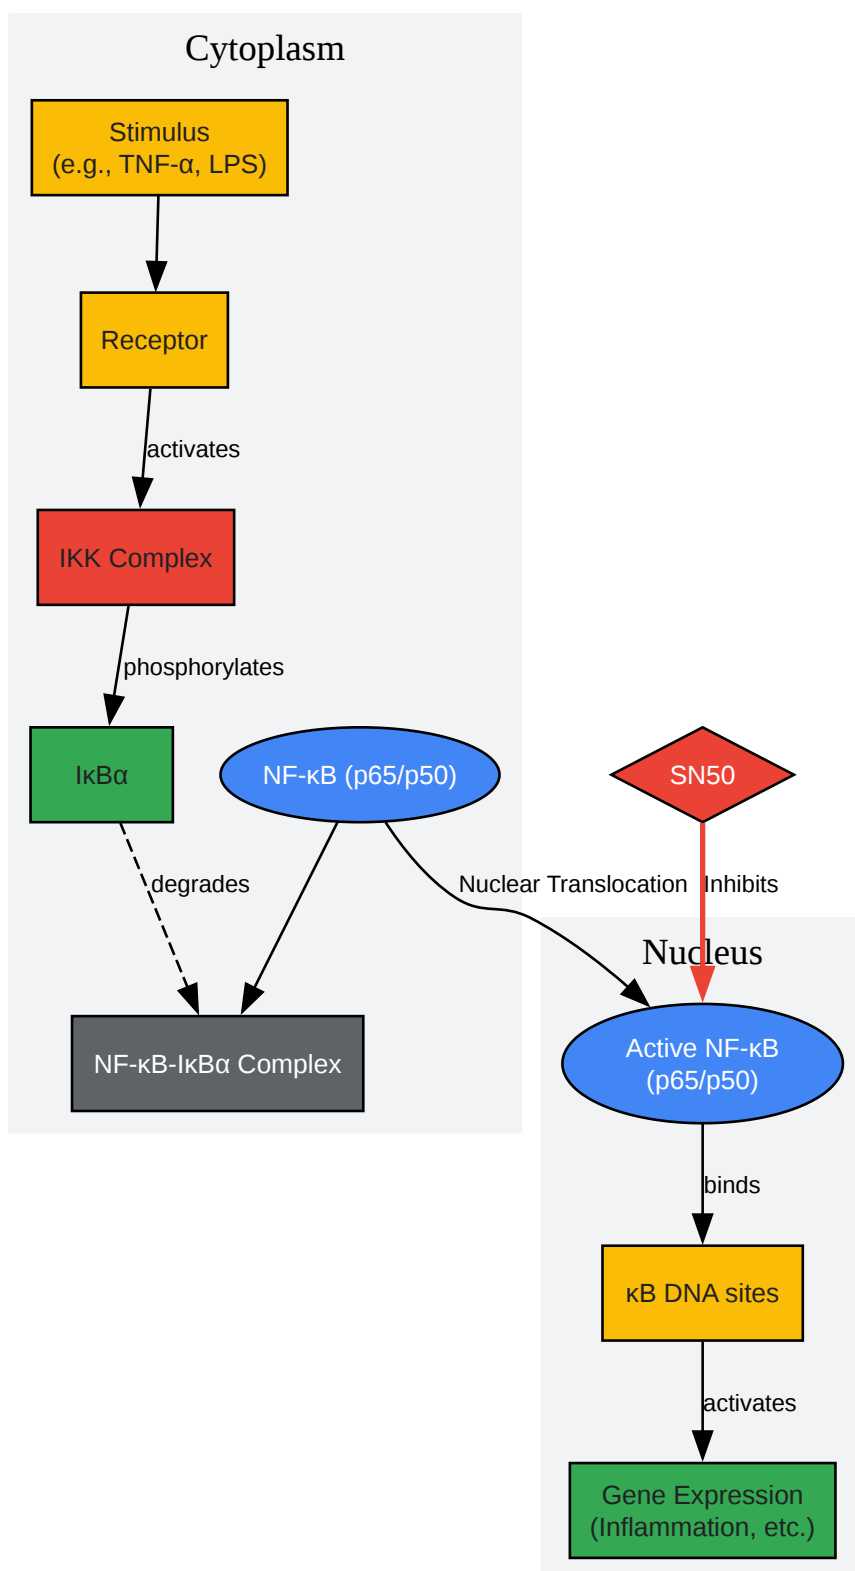 Cytoplasm
Stimulus
(e.g., TNF-α, LPS)
Receptor
activates
IKK Complex
phosphorylates
IκBα
NF-κB (p65/p50)
SN50
degrades
Nuclear Translocation
Inhibits
Nucleus
NF-κB-IκBα Complex
Active NF-κB
(p65/p50)
binds
κB DNA sites
activates
Gene Expression
(Inflammation, etc.)